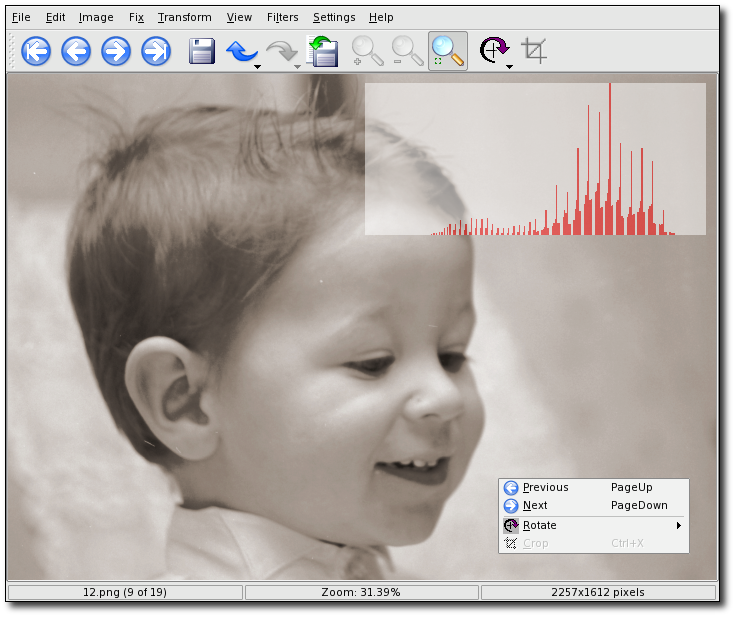 File Edit Image Fix Transform View Filters Settings Help
Previous PageUp
Next PageDown
Rotate
Crop Ctrl+X
12.png (9 of 19) Zoom: 31.39% 2257x1612 pixels